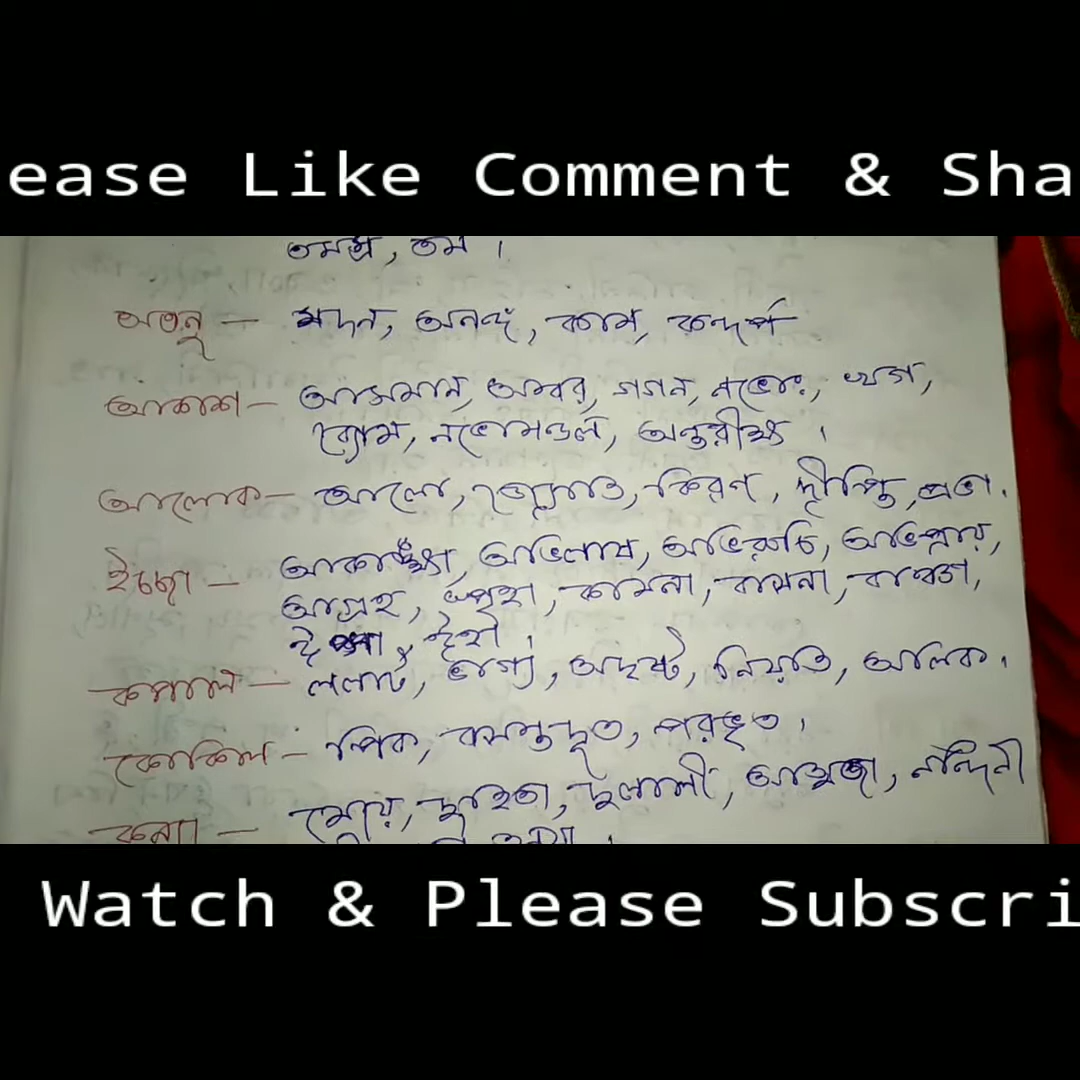 ease Like Comment & Sha
তমস্র, তম ।
অতনু — মদন, অনঙ্গ, কাম, কন্দর্প
আকাশ — আসমান, অম্বর, গগন, নভোঃ, খগ,
ব্যোম, নভোমন্ডল, অন্তরীক্ষ ।
আলোক — আলো, জ্যোতি, কিরণ, দীপ্তি, প্রভা.
ইচ্ছা — আকাঙ্ক্ষা, অভিলাষ, অভিরুচি, অভিপ্রায়,
আগ্রহ, স্পৃহা, কামনা, বাসনা,
ঈপ্সা, ঈহা ।
কপাল — ললাট, ভাগ্য, অদৃষ্ট, নিয়তি, অলিক.
কোকিল — পিক, বসন্তদূত, পরভৃত ।
কন্যা — মেয়ে, দুহিতা, দুলালী, আত্মজা, নন্দিনী
Watch & Please Subscri